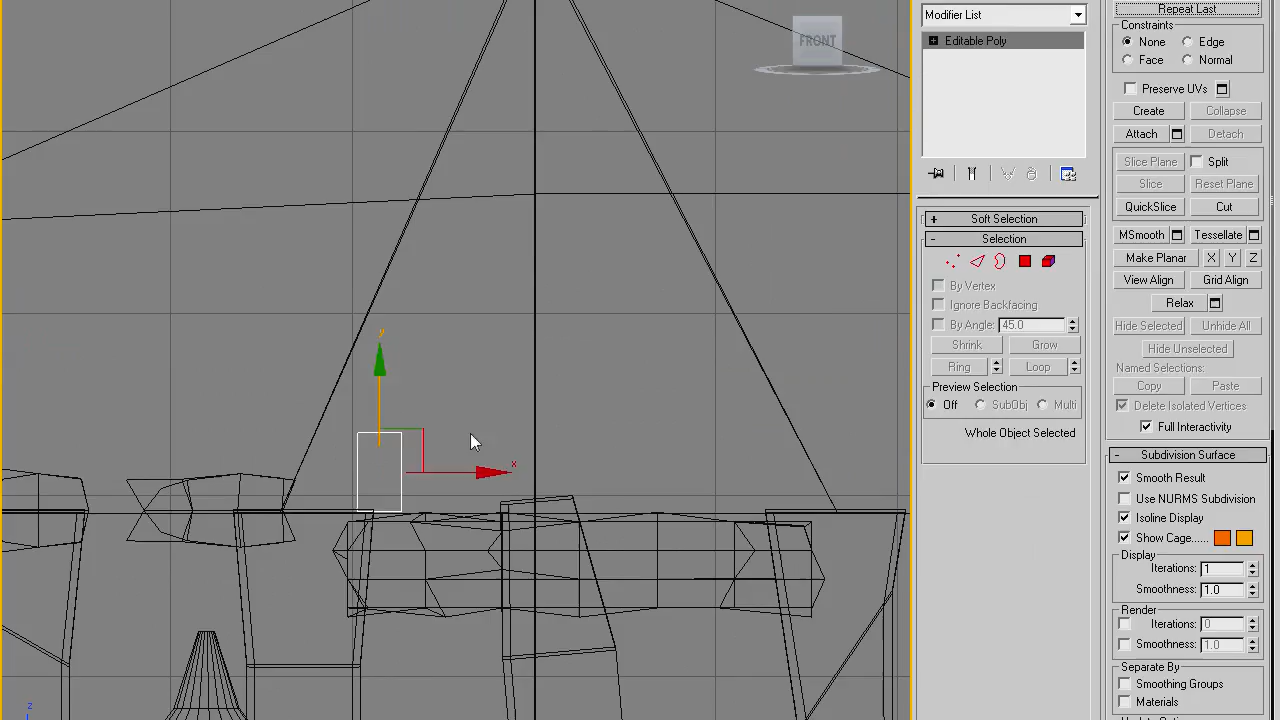 FRONT
y
x
z
Modifier List
Editable Poly
+ Soft Selection
- Selection
By Vertex
Ignore Backfacing
By Angle: 45.0
Shrink Grow
Ring Loop
Preview Selection
Off SubObj Multi
Whole Object Selected
Repeat Last
Constraints
None Edge
Face Normal
Preserve UVs
Create Collapse
Attach Detach
Slice Plane Split
Slice Reset Plane
QuickSlice Cut
MSmooth Tessellate
Make Planar X Y Z
View Align Grid Align
Relax
Hide Selected Unhide All
Hide Unselected
Named Selections:
Copy Paste
Delete Isolated Vertices
Full Interactivity
- Subdivision Surface
Smooth Result
Use NURMS Subdivision
Isoline Display
Show Cage......
Display
Iterations: 1
Smoothness: 1.0
Render
Iterations: 0
Smoothness: 1.0
Separate By
Smoothing Groups
Materials